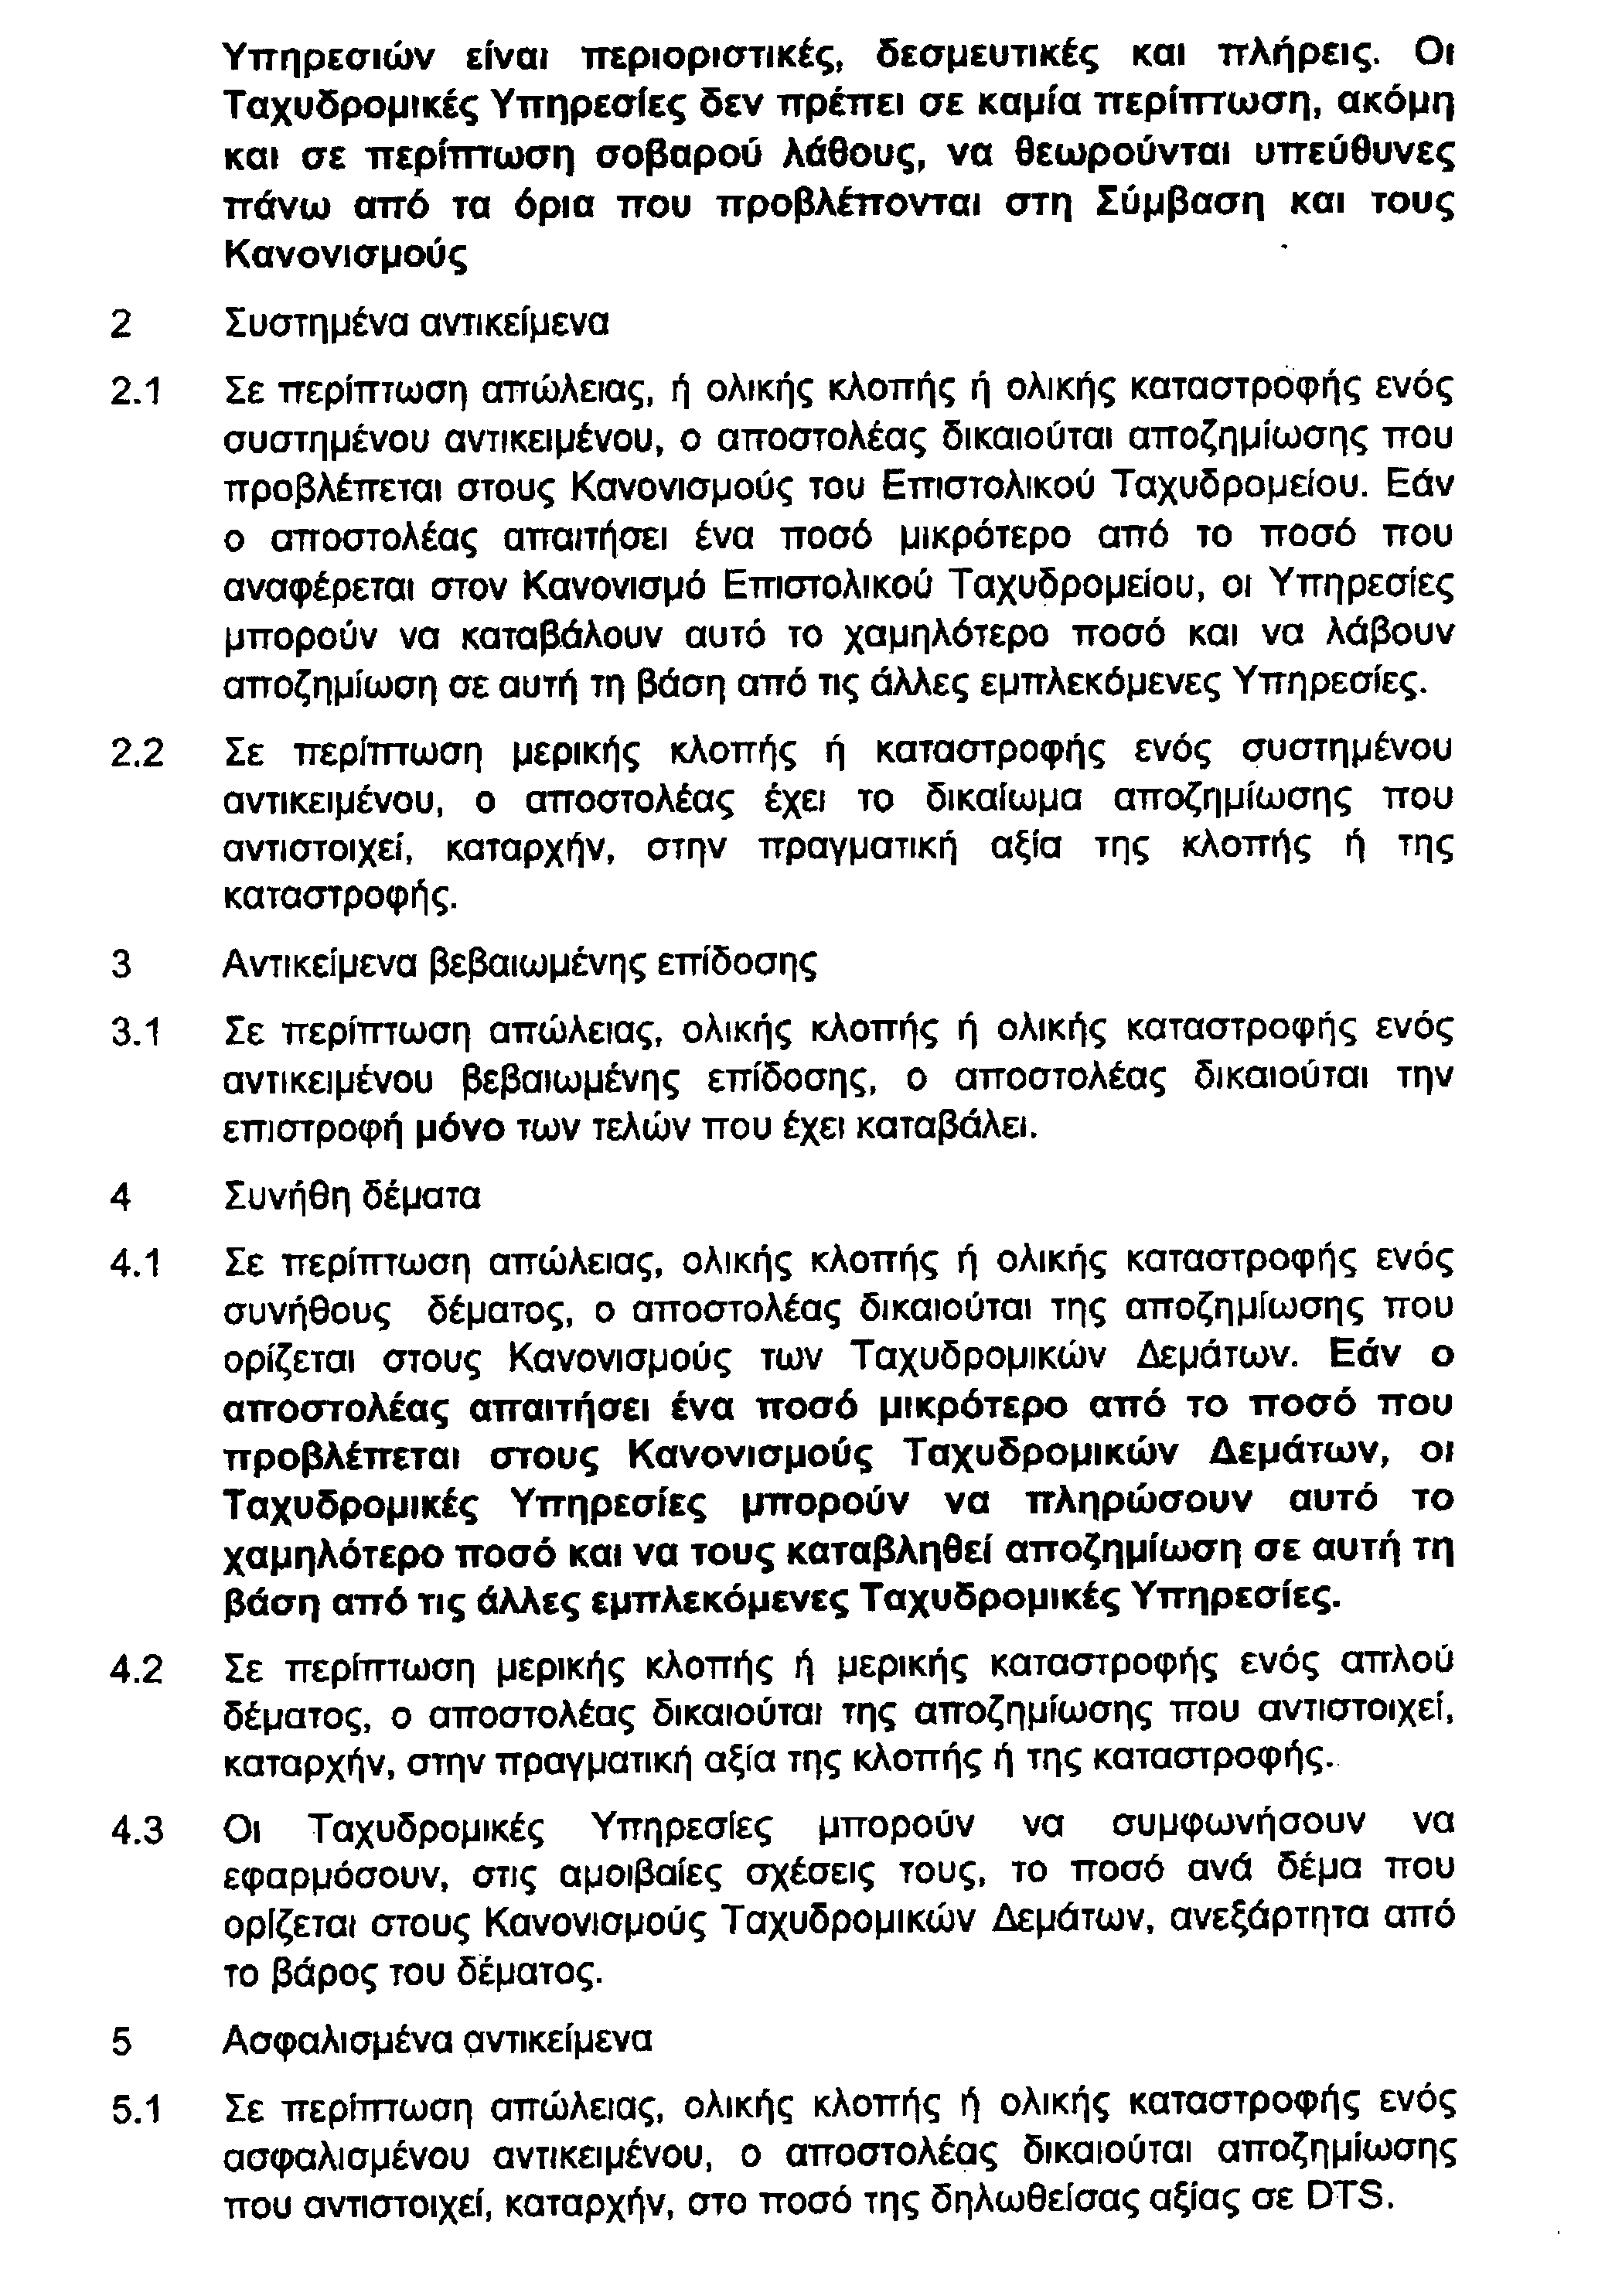 Υπηρεσιών είναι περιοριστικές, δεσμευτικές και πλήρεις. Οι
Ταχυδρομικές Υπηρεσίες δεν πρέπει σε καμία περίπτωση, ακόμη
και σε περίπτωση σοβαρού λάθους, να θεωρούνται υπεύθυνες
πάνω από τα όρια που προβλέπονται στη Σύμβαση και τους
Κανονισμούς
2 Συστημένα αντικείμενα
2.1 Σε περίπτωση απώλειας, ή ολικής κλοπής ή ολικής καταστροφής ενός
συστημένου αντικειμένου, ο αποστολέας δικαιούται αποζημίωσης που
προβλέπεται στους Κανονισμούς του Επιστολικού Ταχυδρομείου. Εάν
ο αποστολέας απαιτήσει ένα ποσό μικρότερο από το ποσό που
αναφέρεται στον Κανονισμό Επιστολικού Ταχυδρομείου, οι Υπηρεσίες
μπορούν να καταβάλουν αυτό το χαμηλότερο ποσό και να λάβουν
αποζημίωση σε αυτή τη βάση από τις άλλες εμπλεκόμενες Υπηρεσίες.
2.2 Σε περίπτωση μερικής κλοπής ή καταστροφής ενός συστημένου
αντικειμένου, ο αποστολέας έχει το δικαίωμα αποζημίωσης που
αντιστοιχεί, καταρχήν, στην πραγματική αξία της κλοπής ή της
καταστροφής.
3 Αντικείμενα βεβαιωμένης επίδοσης
3.1 Σε περίπτωση απώλειας, ολικής κλοπής ή ολικής καταστροφής ενός
αντικειμένου βεβαιωμένης επίδοσης, ο αποστολέας δικαιούται την
επιστροφή μόνο των τελών που έχει καταβάλει.
4 Συνήθη δέματα
4.1 Σε περίπτωση απώλειας, ολικής κλοπής ή ολικής καταστροφής ενός
συνήθους δέματος, ο αποστολέας δικαιούται της αποζημίωσης που
ορίζεται στους Κανονισμούς των Ταχυδρομικών Δεμάτων. Εάν ο
αποστολέας απαιτήσει ένα ποσό μικρότερο από το ποσό που
προβλέπεται στους Κανονισμούς Ταχυδρομικών Δεμάτων, οι
Ταχυδρομικές Υπηρεσίες μπορούν να πληρώσουν αυτό το
χαμηλότερο ποσό και να τους καταβληθεί αποζημίωση σε αυτή τη
βάση από τις άλλες εμπλεκόμενες Ταχυδρομικές Υπηρεσίες.
4.2 Σε περίπτωση μερικής κλοπής ή μερικής καταστροφής ενός απλού
δέματος, ο αποστολέας δικαιούται της αποζημίωσης που αντιστοιχεί,
καταρχήν, στην πραγματική αξία της κλοπής ή της καταστροφής.
4.3 Οι Ταχυδρομικές Υπηρεσίες μπορούν να συμφωνήσουν να
εφαρμόσουν, στις αμοιβαίες σχέσεις τους, το ποσό ανά δέμα που
ορίζεται στους Κανονισμούς Ταχυδρομικών Δεμάτων, ανεξάρτητα από
το βάρος του δέματος.
5 Ασφαλισμένα αντικείμενα
5.1 Σε περίπτωση απώλειας, ολικής κλοπής ή ολικής καταστροφής ενός
ασφαλισμένου αντικειμένου, ο αποστολέας δικαιούται αποζημίωσης
που αντιστοιχεί, καταρχήν, στο ποσό της δηλωθείσας αξίας σε DTS.